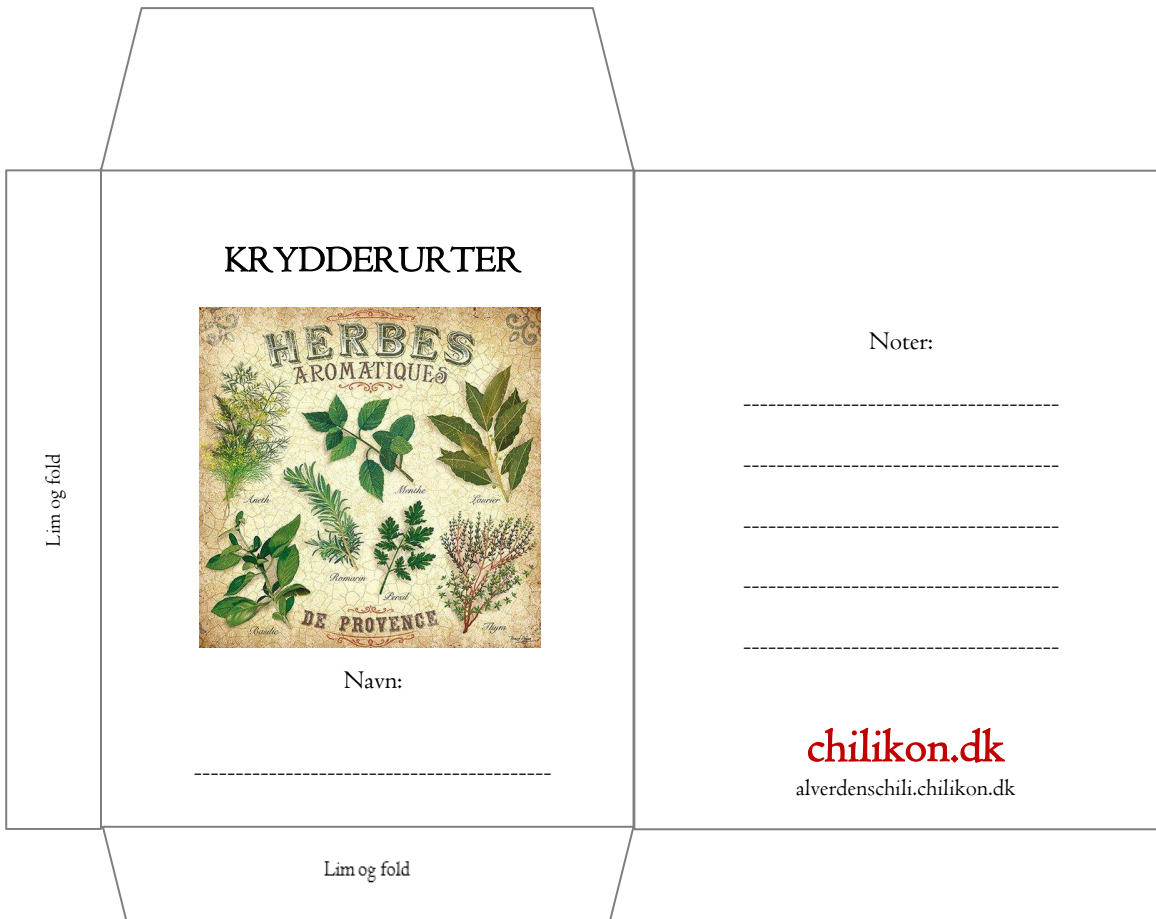 Lim og fold
KRYDDERURTER
HERBES
AROMATIQUES
Aneth
Menthe
Laurier
Romarin
Persil
Basilic
Thym
DE PROVENCE
Navn:
Lim og fold
Noter:
chilikon.dk
alverdenschili.chilikon.dk